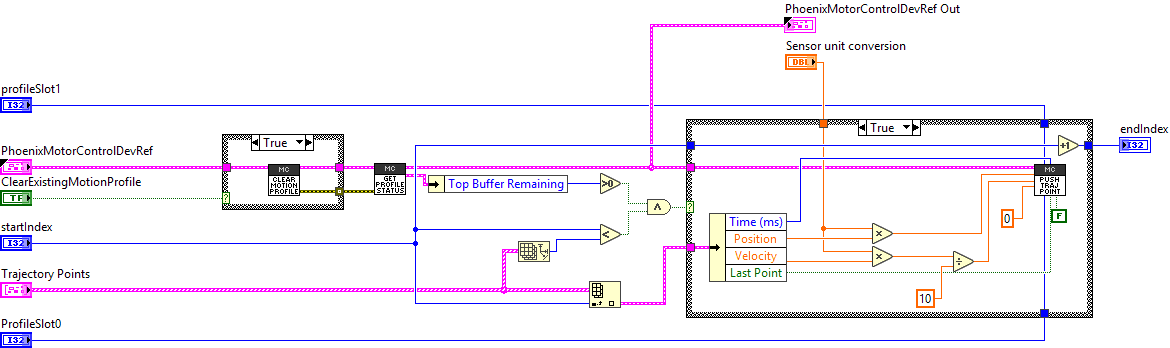 PhoenixMotorControlDevRef Out
Sensor unit conversion
DBL
profileSlot1
I32
True
endIndex
+1
I32
PhoenixMotorControlDevRef
True
MC
CLEAR
MOTION
PROFILE
MC
GET
PROFILE
STATUS
MC
PUSH
TRAJ
POINT
ClearExistingMotionProfile
TF
?
Top Buffer Remaining
>0
∧
?
0
F
startIndex
I32
<
Time (ms)
Position
Velocity
Last Point
×
×
÷
Trajectory Points
10
ProfileSlot0
I32